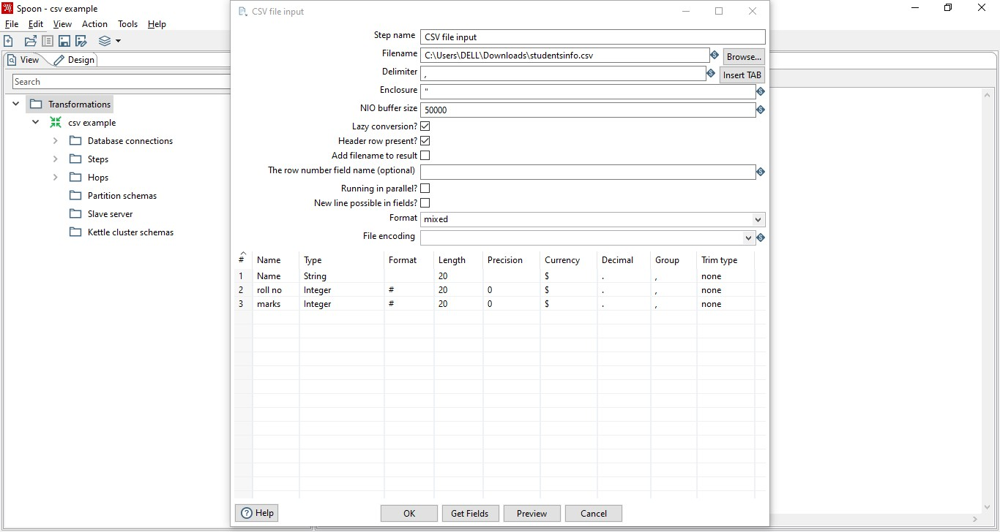 Spoon - csv example
File Edit View Action Tools Help
View Design
Search
Transformations
csv example
Database connections
Steps
Hops
Partition schemas
Slave server
Kettle cluster schemas
CSV file input
Step name CSV file input
Filename C:\Users\DELL\Downloads\studentsinfo.csv Browse...
Delimiter , Insert TAB
Enclosure "
NIO buffer size 50000
Lazy conversion?
Header row present?
Add filename to result
The row number field name (optional)
Running in parallel?
New line possible in fields?
Format mixed
File encoding
# Name Type Format Length Precision Currency Decimal Group Trim type
1 Name String 20 $ . , none
2 roll no Integer # 20 0 $ . , none
3 marks Integer # 20 0 $ . , none
Help OK Get Fields Preview Cancel